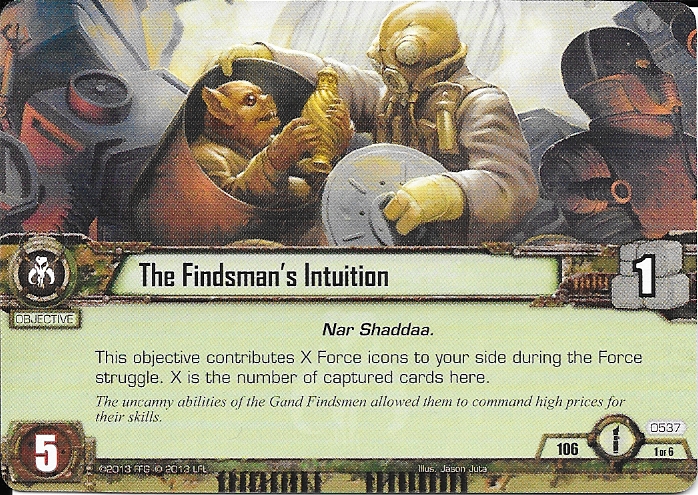 The Findsman's Intuition
1
OBJECTIVE
Nar Shaddaa.
This objective contributes X Force icons to your side during the Force
struggle. X is the number of captured cards here.
The uncanny abilities of the Gand Findsmen allowed them to command high prices for
their skills.
5
©2013 FFG © 2013 LFL
Illus. Jason Juta
106
0537
1 OF 6